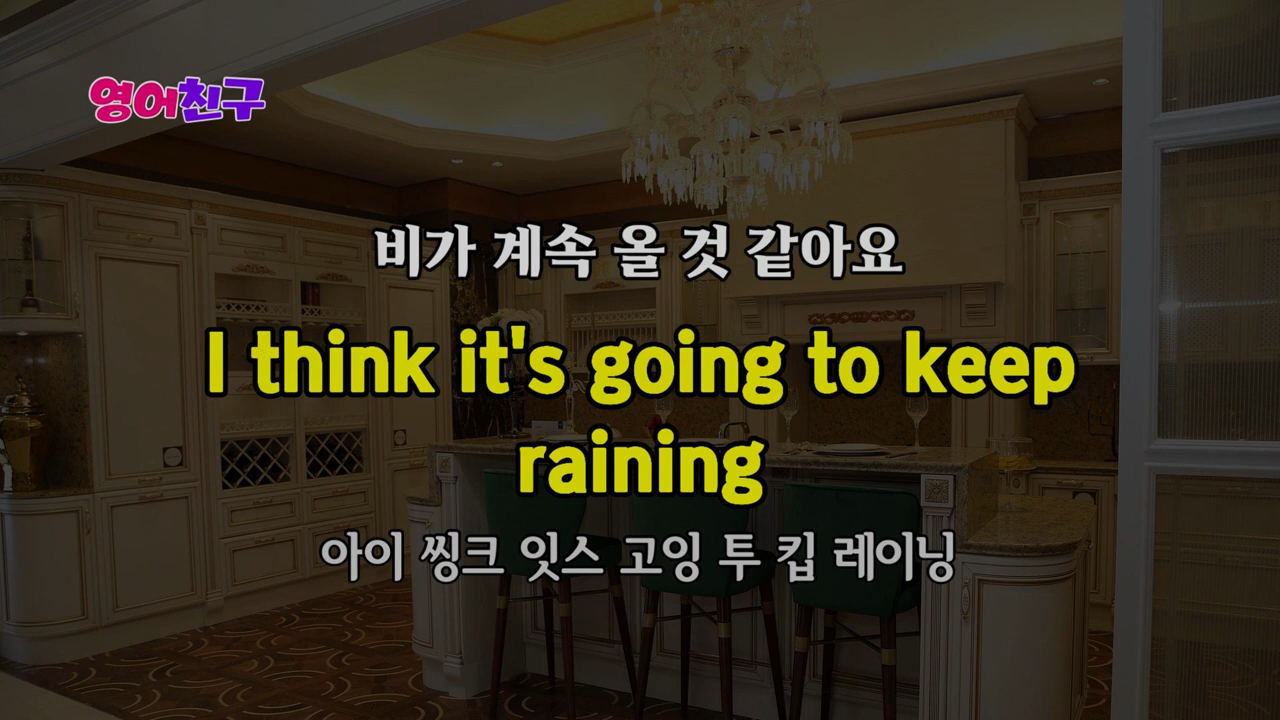 영어친구
비가 계속 올 것 같아요
I think it's going to keep
raining
아이 씽크 잇스 고잉 투 킵 레이닝